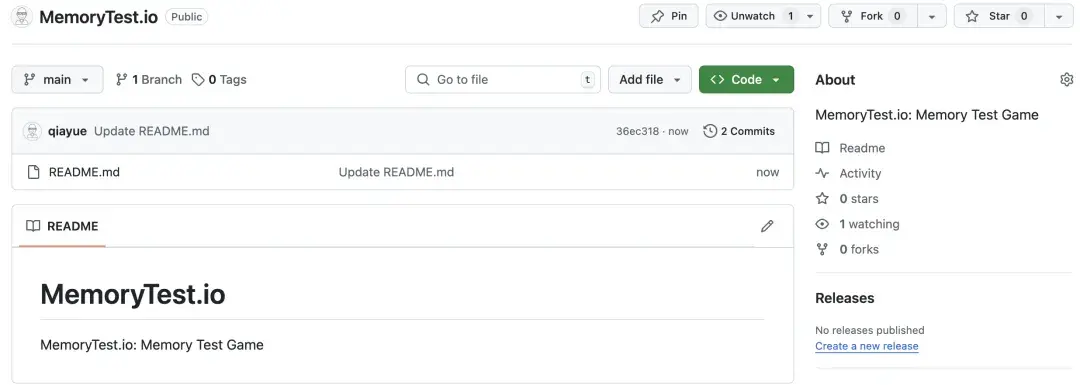 MemoryTest.io Public Pin Unwatch 1 Fork 0 Star 0
main 1 Branch 0 Tags Go to file t Add file Code
qiayue Update README.md 36ec318 · now 2 Commits
README.md Update README.md now
README
MemoryTest.io
MemoryTest.io: Memory Test Game
About
MemoryTest.io: Memory Test Game
Readme
Activity
0 stars
1 watching
0 forks
Releases
No releases published
Create a new release